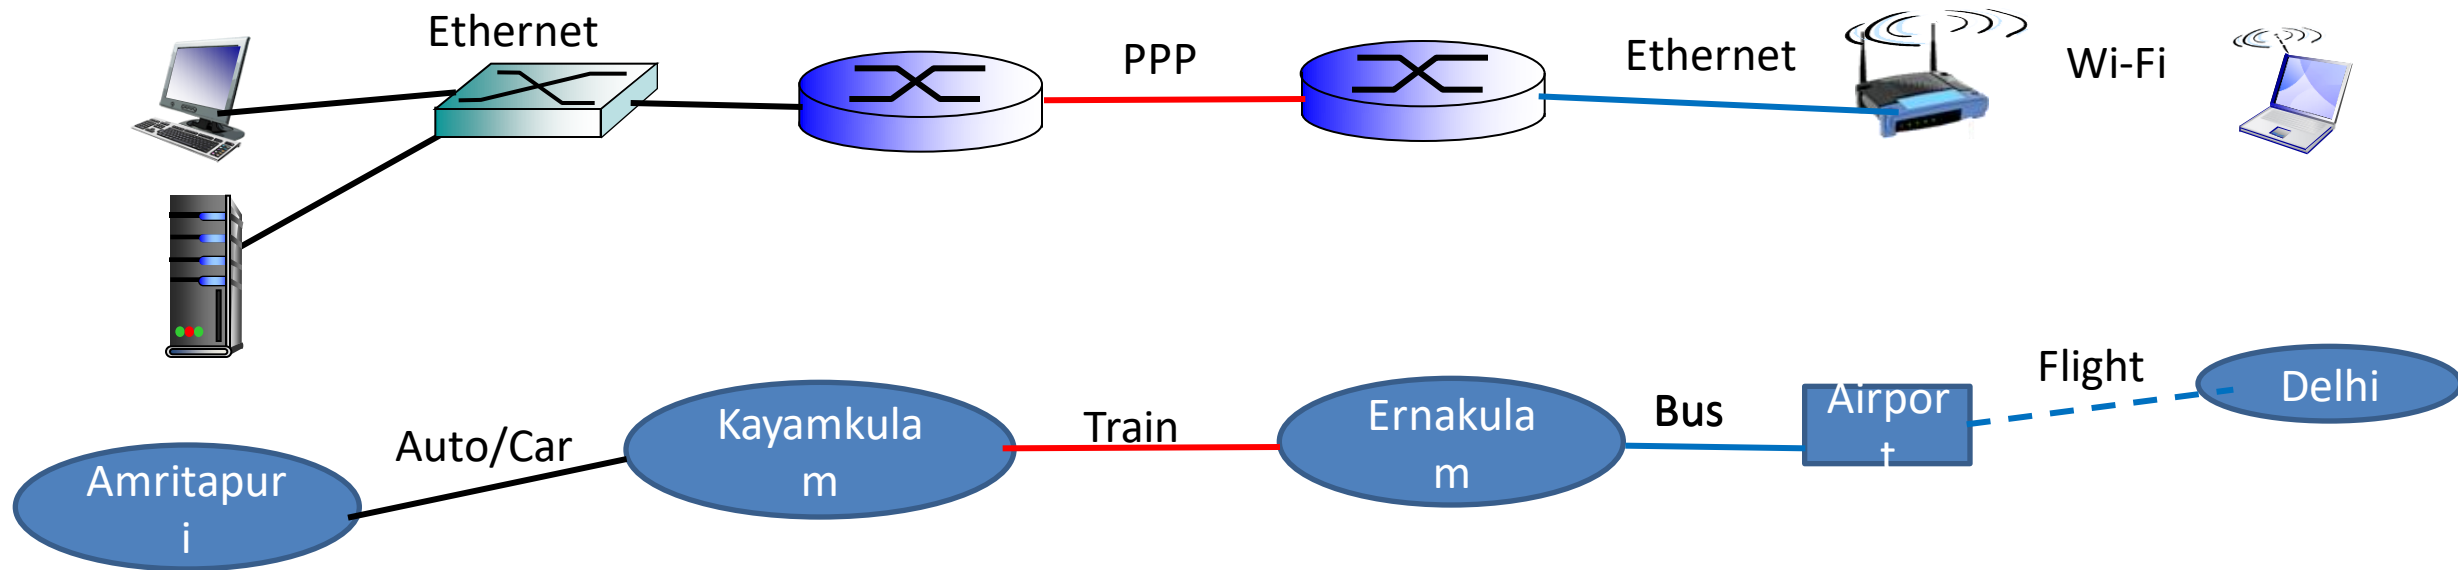 Ethernet
PPP
Ethernet
Wi-Fi
Amritapur
i
Auto/Car
Kayamkula
m
Train
Ernakula
m
Bus
Airpor
t
Flight
Delhi